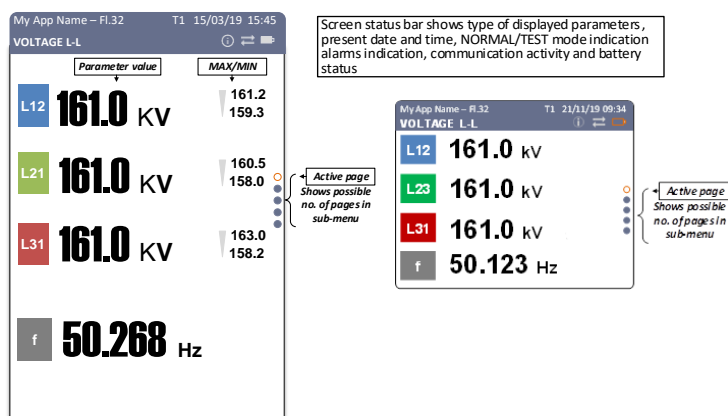 My App Name – Fl.32 T1 15/03/19 15:45
VOLTAGE L-L
Parameter value MAX/MIN
L12 161.0 KV 161.2
159.3
L21 161.0 KV 160.5
158.0
L31 161.0 KV 163.0
158.2
f 50.268 Hz
Active page
Shows possible
no. of pages in
sub-menu
Screen status bar shows type of displayed parameters,
present date and time, NORMAL/TEST mode indication
alarms indication, communication activity and battery
status
My App Name – Fl.32 T1 21/11/19 09:34
VOLTAGE L-L
L12 161.0 kV
L23 161.0 kV
L31 161.0 kV
f 50.123 Hz
Active page
Shows possible
no. of pages in
sub-menu